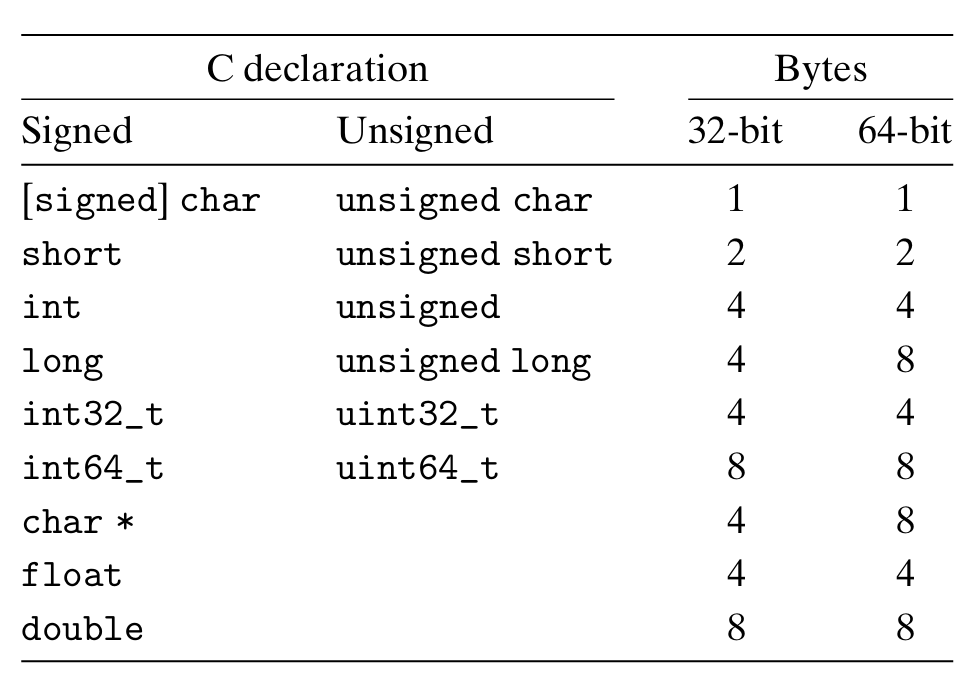 C declaration Bytes
Signed Unsigned 32-bit 64-bit
[signed] char unsigned char 1 1
short unsigned short 2 2
int unsigned 4 4
long unsigned long 4 8
int32_t uint32_t 4 4
int64_t uint64_t 8 8
char * 4 8
float 4 4
double 8 8